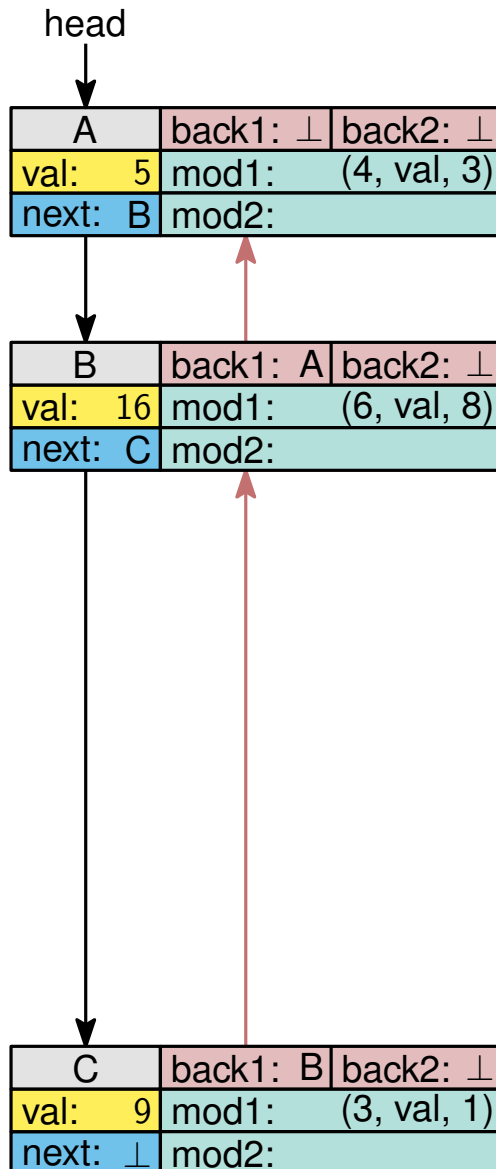 head
A back1: ⊥ back2: ⊥
val: 5 mod1: (4, val, 3)
next: B mod2:
B back1: A back2: ⊥
val: 16 mod1: (6, val, 8)
next: C mod2:
C back1: B back2: ⊥
val: 9 mod1: (3, val, 1)
next: ⊥ mod2: